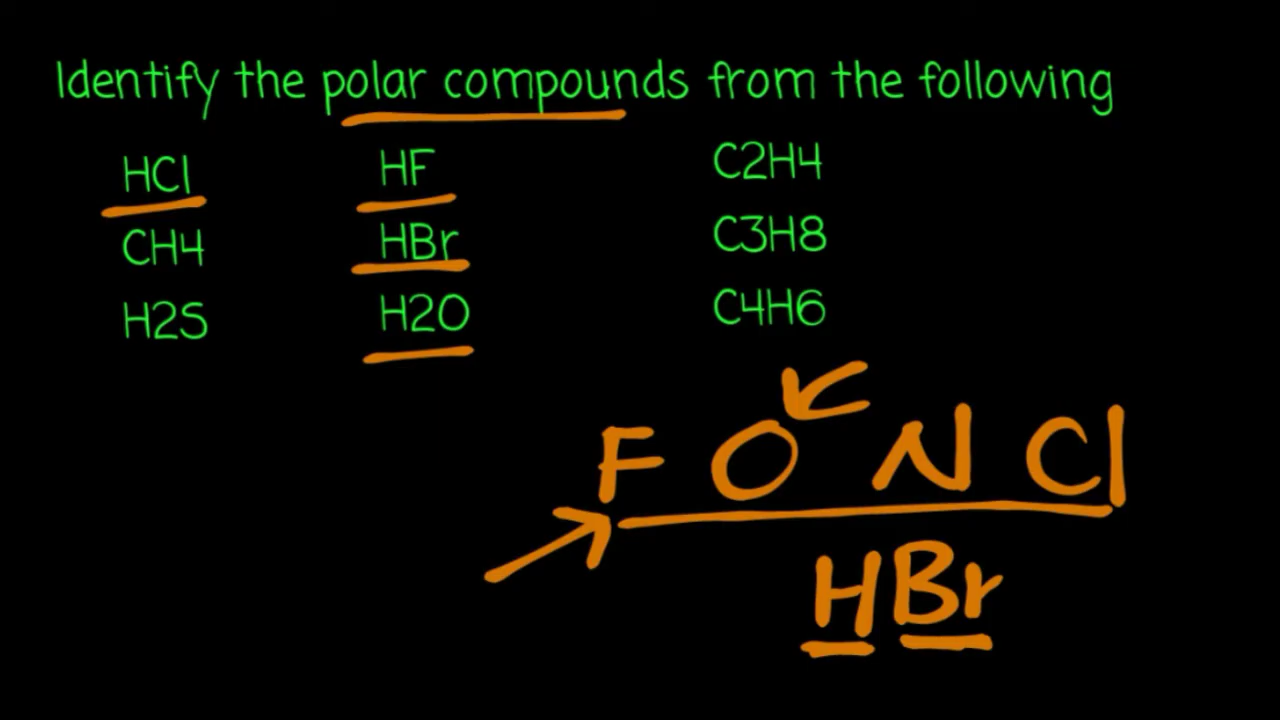 Identify the polar compounds from the following
HCl HF C2H4
CH4 HBr C3H8
H2S H2O C4H6
F O N Cl
HBr